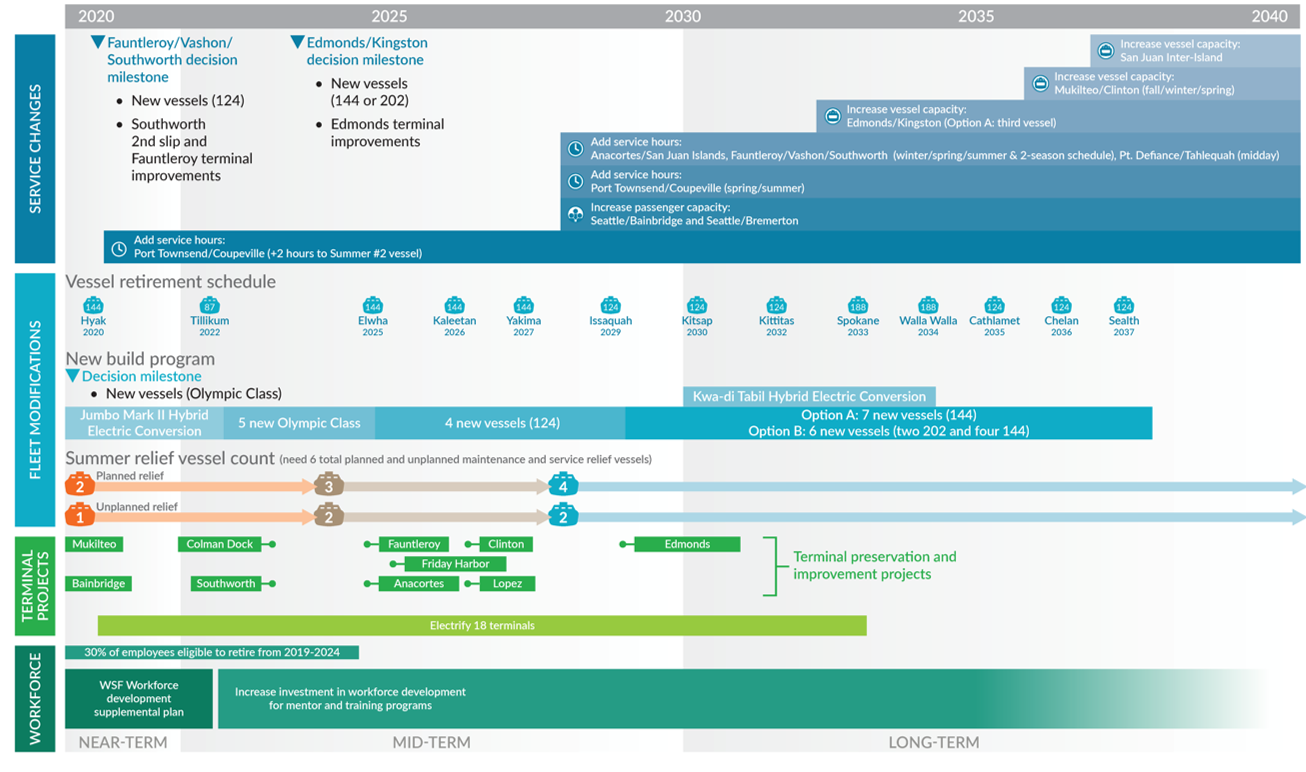 2020 2025 2030 2035 2040
SERVICE CHANGES
Fauntleroy/Vashon/
Southworth decision
milestone
• New vessels (124)
• Southworth
2nd slip and
Fauntleroy terminal
improvements
Edmonds/Kingston
decision milestone
• New vessels
(144 or 202)
• Edmonds terminal
improvements
Increase vessel capacity:
San Juan Inter-Island
Increase vessel capacity:
Mukilteo/Clinton (fall/winter/spring)
Increase vessel capacity:
Edmonds/Kingston (Option A: third vessel)
Add service hours:
Anacortes/San Juan Islands, Fauntleroy/Vashon/Southworth (winter/spring/summer & 2-season schedule), Pt. Defiance/Tahlequah (midday)
Add service hours:
Port Townsend/Coupeville (spring/summer)
Increase passenger capacity:
Seattle/Bainbridge and Seattle/Bremerton
Add service hours:
Port Townsend/Coupeville (+2 hours to Summer #2 vessel)
FLEET MODIFICATIONS
Vessel retirement schedule
144 87 144 144 144 124 124 124 188 188 124 124 124
Hyak Tillikum Elwha Kaleetan Yakima Issaquah Kitsap Kittitas Spokane Walla Walla Cathlamet Chelan Sealth
2020 2022 2025 2026 2027 2029 2030 2032 2033 2034 2035 2036 2037
New build program
Decision milestone
• New vessels (Olympic Class)
Kwa-di Tabil Hybrid Electric Conversion
Jumbo Mark II Hybrid
Electric Conversion
5 new Olympic Class
4 new vessels (124)
Option A: 7 new vessels (144)
Option B: 6 new vessels (two 202 and four 144)
Summer relief vessel count (need 6 total planned and unplanned maintenance and service relief vessels)
Planned relief
2 3 4
Unplanned relief
1 2 2
TERMINAL
PROJECTS
Mukilteo Colman Dock Fauntleroy Clinton Edmonds
Friday Harbor
Bainbridge Southworth Anacortes Lopez
Terminal preservation and
improvement projects
Electrify 18 terminals
WORKFORCE
30% of employees eligible to retire from 2019-2024
WSF Workforce
development
supplemental plan
Increase investment in workforce development
for mentor and training programs
NEAR-TERM MID-TERM LONG-TERM